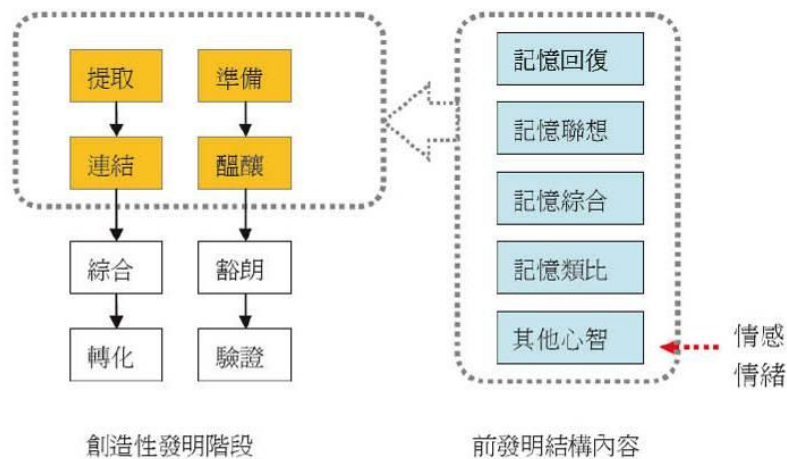 提取
連結
綜合
轉化
準備
醞釀
豁朗
驗證
創造性發明階段
記憶回復
記憶聯想
記憶綜合
記憶類比
其他心智
情感
情緒
前發明結構內容